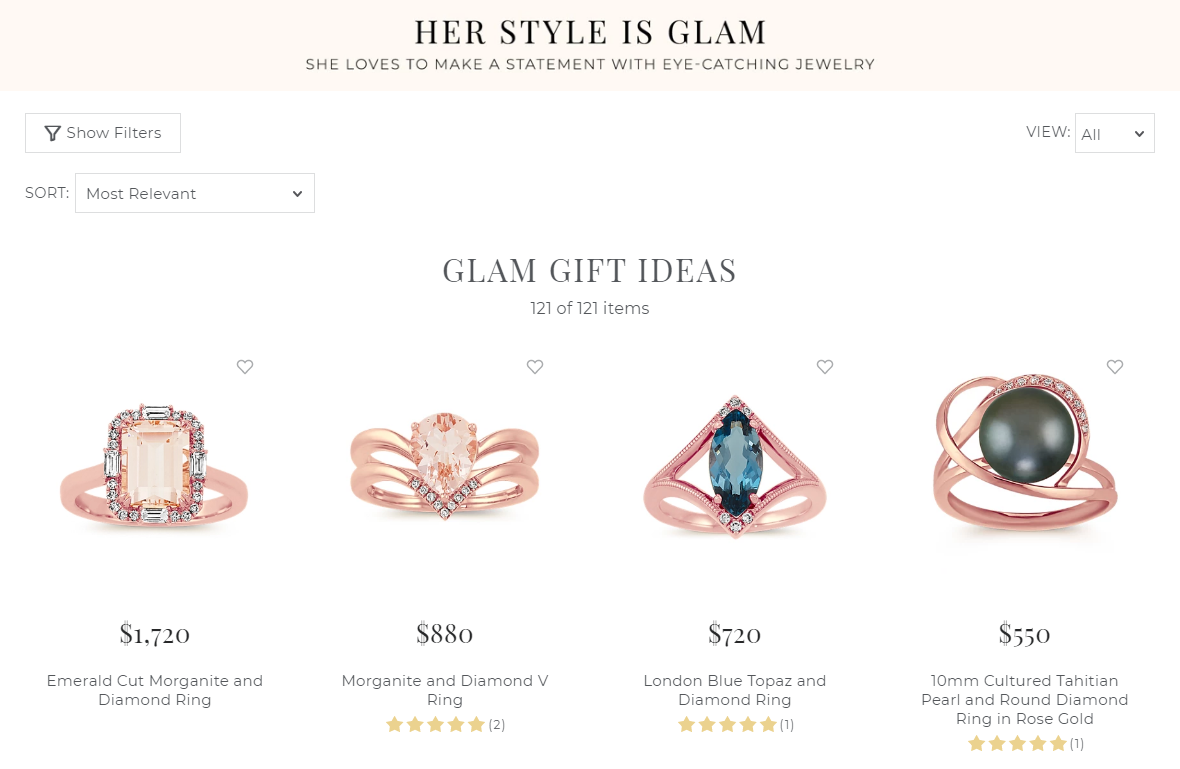 HER STYLE IS GLAM
SHE LOVES TO MAKE A STATEMENT WITH EYE-CATCHING JEWELRY
Show Filters
VIEW: All
SORT: Most Relevant
GLAM GIFT IDEAS
121 of 121 items
$1,720
Emerald Cut Morganite and
Diamond Ring
$880
Morganite and Diamond V
Ring
(2)
$720
London Blue Topaz and
Diamond Ring
(1)
$550
10mm Cultured Tahitian
Pearl and Round Diamond
Ring in Rose Gold
(1)